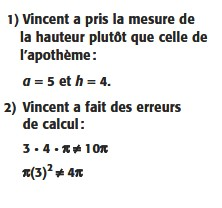 1) Vincent a pris la mesure de
la hauteur plutôt que celle de
l'apothème :
a = 5 et h = 4.
2) Vincent a fait des erreurs
de calcul :
3 · 4 · π ≠ 10π
π(3)² ≠ 4π